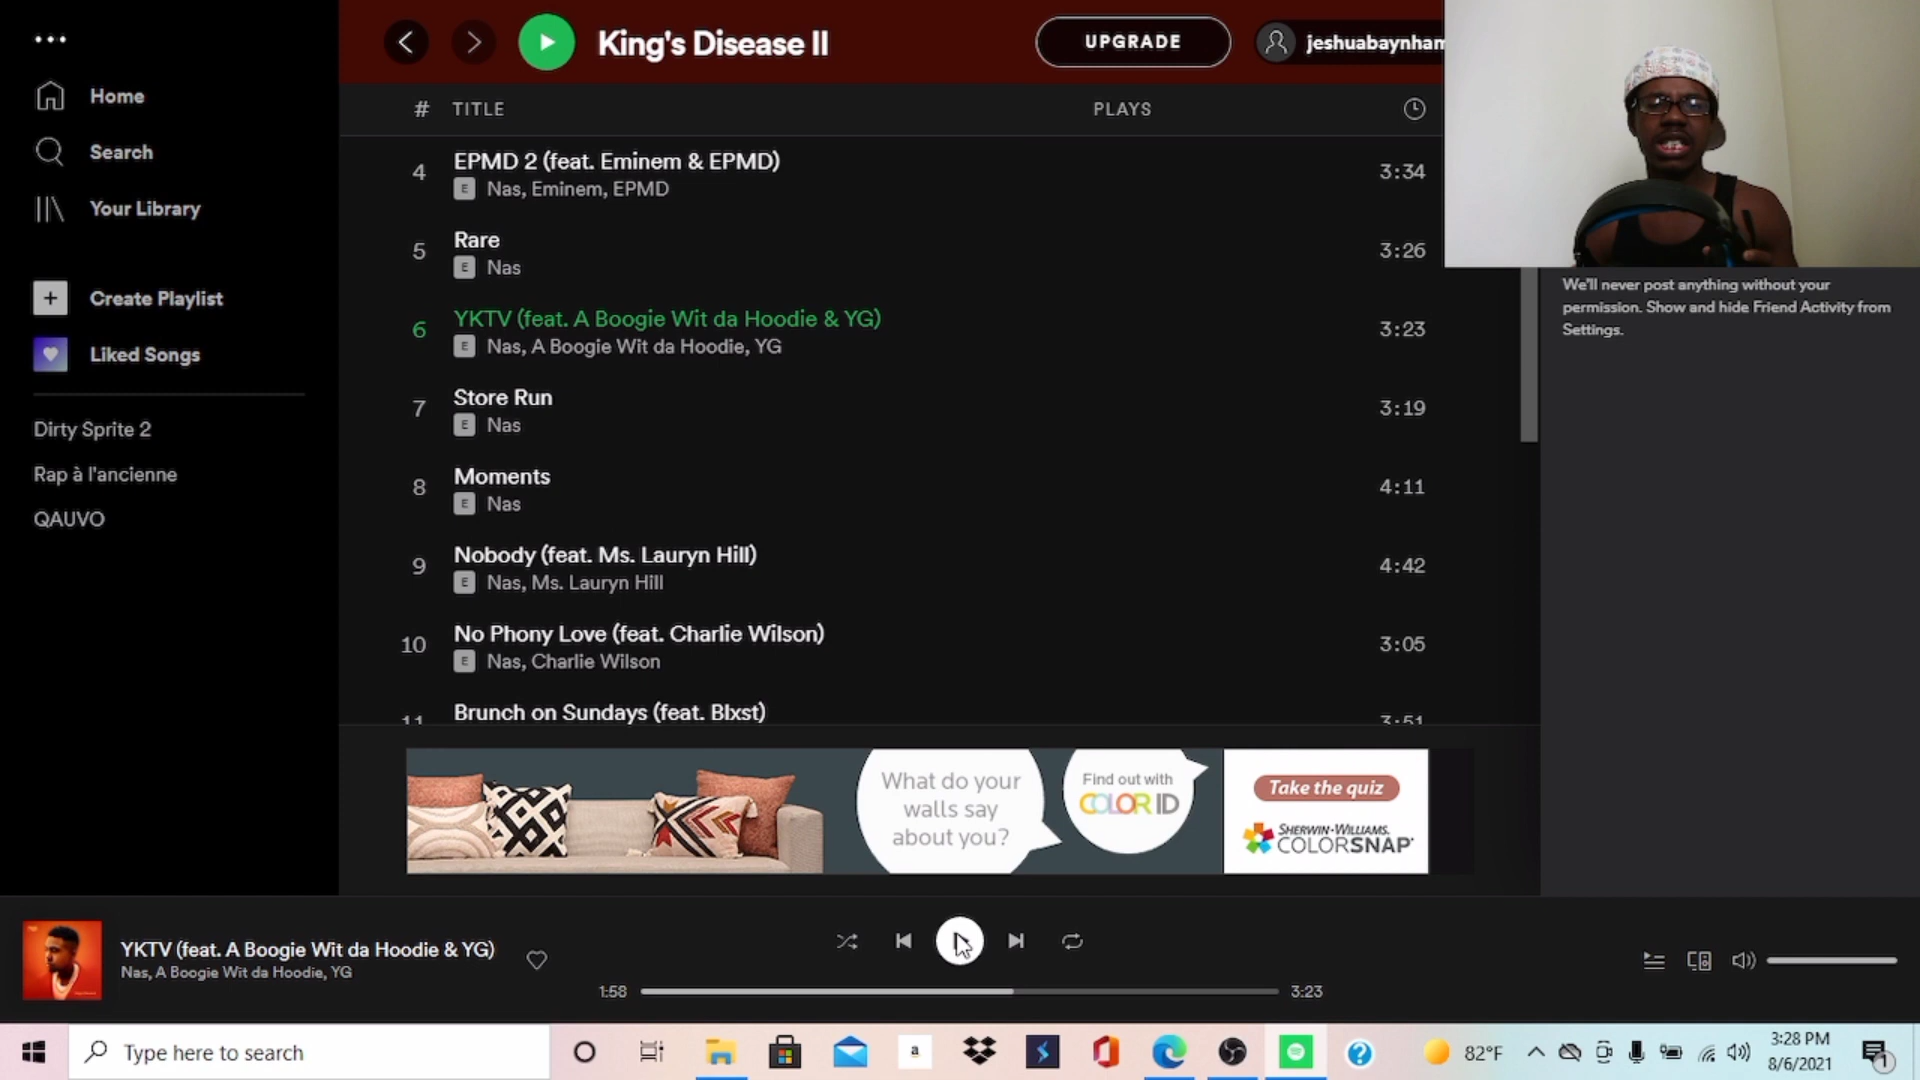 King's Disease II
UPGRADE
jeshuabaynham
Home
Search
Your Library
Create Playlist
Liked Songs
Dirty Sprite 2
Rap à l'ancienne
QAUVO
# TITLE PLAYS
4 EPMD 2 (feat. Eminem & EPMD) 3:34
E Nas, Eminem, EPMD
5 Rare 3:26
E Nas
6 YKTV (feat. A Boogie Wit da Hoodie & YG) 3:23
E Nas, A Boogie Wit da Hoodie, YG
7 Store Run 3:19
E Nas
8 Moments 4:11
E Nas
9 Nobody (feat. Ms. Lauryn Hill) 4:42
E Nas, Ms. Lauryn Hill
10 No Phony Love (feat. Charlie Wilson) 3:05
E Nas, Charlie Wilson
11 Brunch on Sundays (feat. Blxst) 3:51
We'll never post anything without your
permission. Show and hide Friend Activity from
Settings.
What do your
walls say
about you?
Find out with
COLOR ID
Take the quiz
SHERWIN-WILLIAMS.
COLORSNAP
YKTV (feat. A Boogie Wit da Hoodie & YG)
Nas, A Boogie Wit da Hoodie, YG
1:58 3:23
Type here to search
a
82°F
3:28 PM
8/6/2021
1